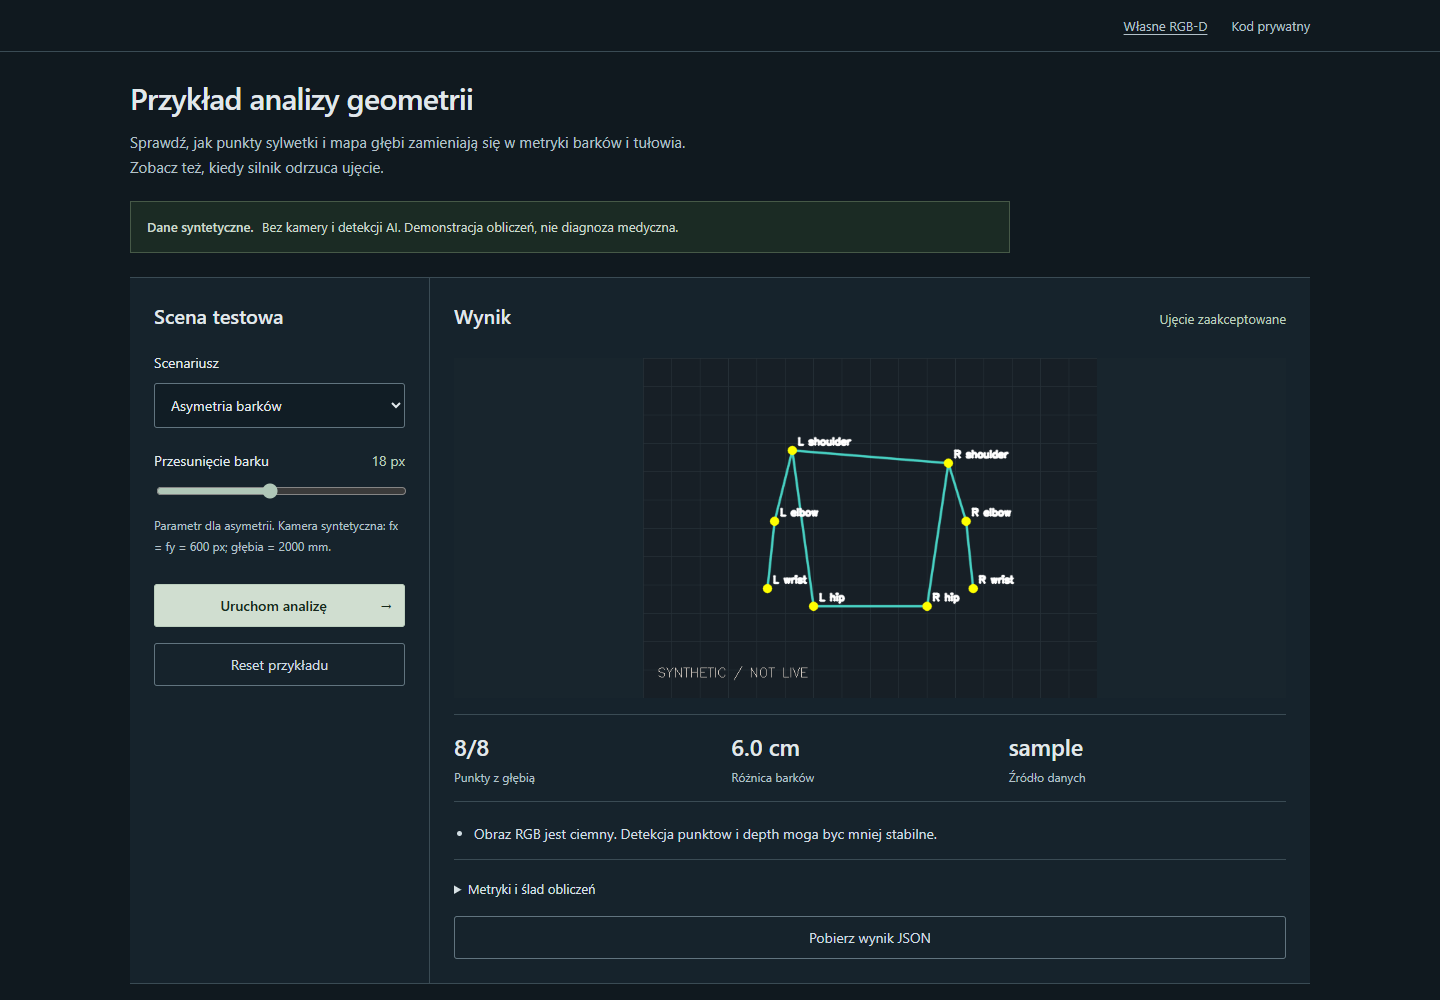 Własne RGB-D
Kod prywatny
Przykład analizy geometrii
Sprawdź, jak punkty sylwetki i mapa głębi zamieniają się w metryki barków i tułowia.
Zobacz też, kiedy silnik odrzuca ujęcie.
Dane syntetyczne. Bez kamery i detekcji AI. Demonstracja obliczeń, nie diagnoza medyczna.
Scena testowa
Scenariusz
Asymetria barków
Przesunięcie barku 18 px
Parametr dla asymetrii. Kamera syntetyczna: fx
= fy = 600 px; głębia = 2000 mm.
Uruchom analizę →
Reset przykładu
Wynik
Ujęcie zaakceptowane
L shoulder
R shoulder
L elbow
R elbow
L wrist
R wrist
L hip
R hip
SYNTHETIC / NOT LIVE
8/8
Punkty z głębią
6.0 cm
Różnica barków
sample
Źródło danych
Obraz RGB jest ciemny. Detekcja punktow i depth moga byc mniej stabilne.
Metryki i ślad obliczeń
Pobierz wynik JSON